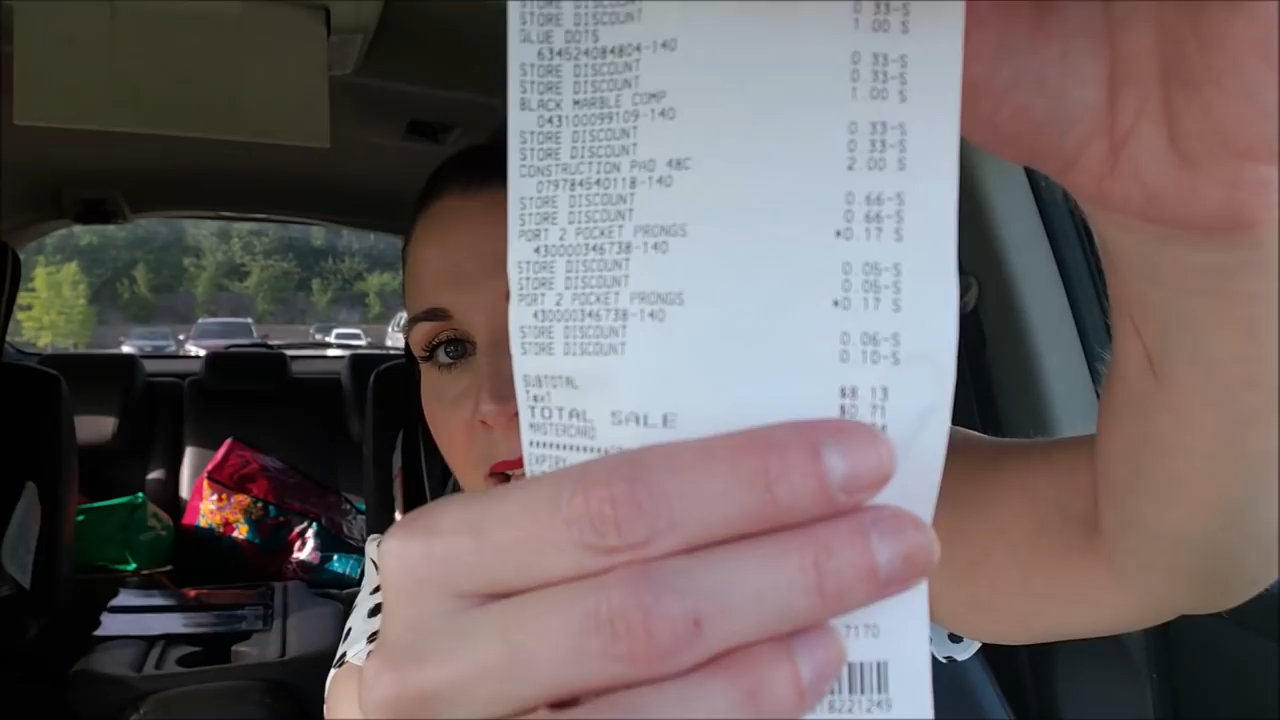 STORE DISCOUNT 0.33-S
STORE DISCOUNT 1.00 S
GLUE DOTS
634524084804-140
STORE DISCOUNT 0.33-S
STORE DISCOUNT 0.33-S
BLACK MARBLE COMP 1.00 S
043100099109-140
STORE DISCOUNT 0.33-S
STORE DISCOUNT 0.33-S
CONSTRUCTION PAD 48C 2.00 S
079784540118-140
STORE DISCOUNT 0.66-S
STORE DISCOUNT 0.66-S
PORT 2 POCKET PRONGS *0.17 S
430000346738-140
STORE DISCOUNT 0.05-S
STORE DISCOUNT 0.05-S
PORT 2 POCKET PRONGS *0.17 S
430000346738-140
STORE DISCOUNT 0.06-S
STORE DISCOUNT 0.10-S
SUBTOTAL $8.13
Tax1 $0.71
TOTAL SALE
MASTERCARD
EXPIRY
7170
8221249